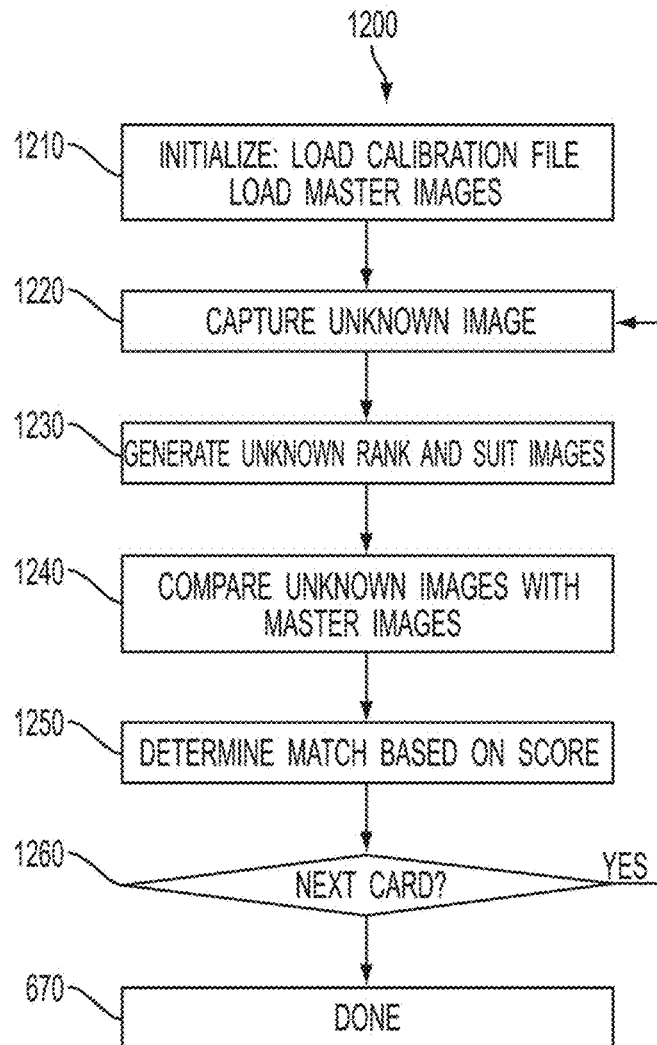 1200
1210
INITIALIZE: LOAD CALIBRATION FILE
LOAD MASTER IMAGES
1220
CAPTURE UNKNOWN IMAGE
1230
GENERATE UNKNOWN RANK AND SUIT IMAGES
1240
COMPARE UNKNOWN IMAGES WITH
MASTER IMAGES
1250
DETERMINE MATCH BASED ON SCORE
1260
NEXT CARD?
YES
670
DONE